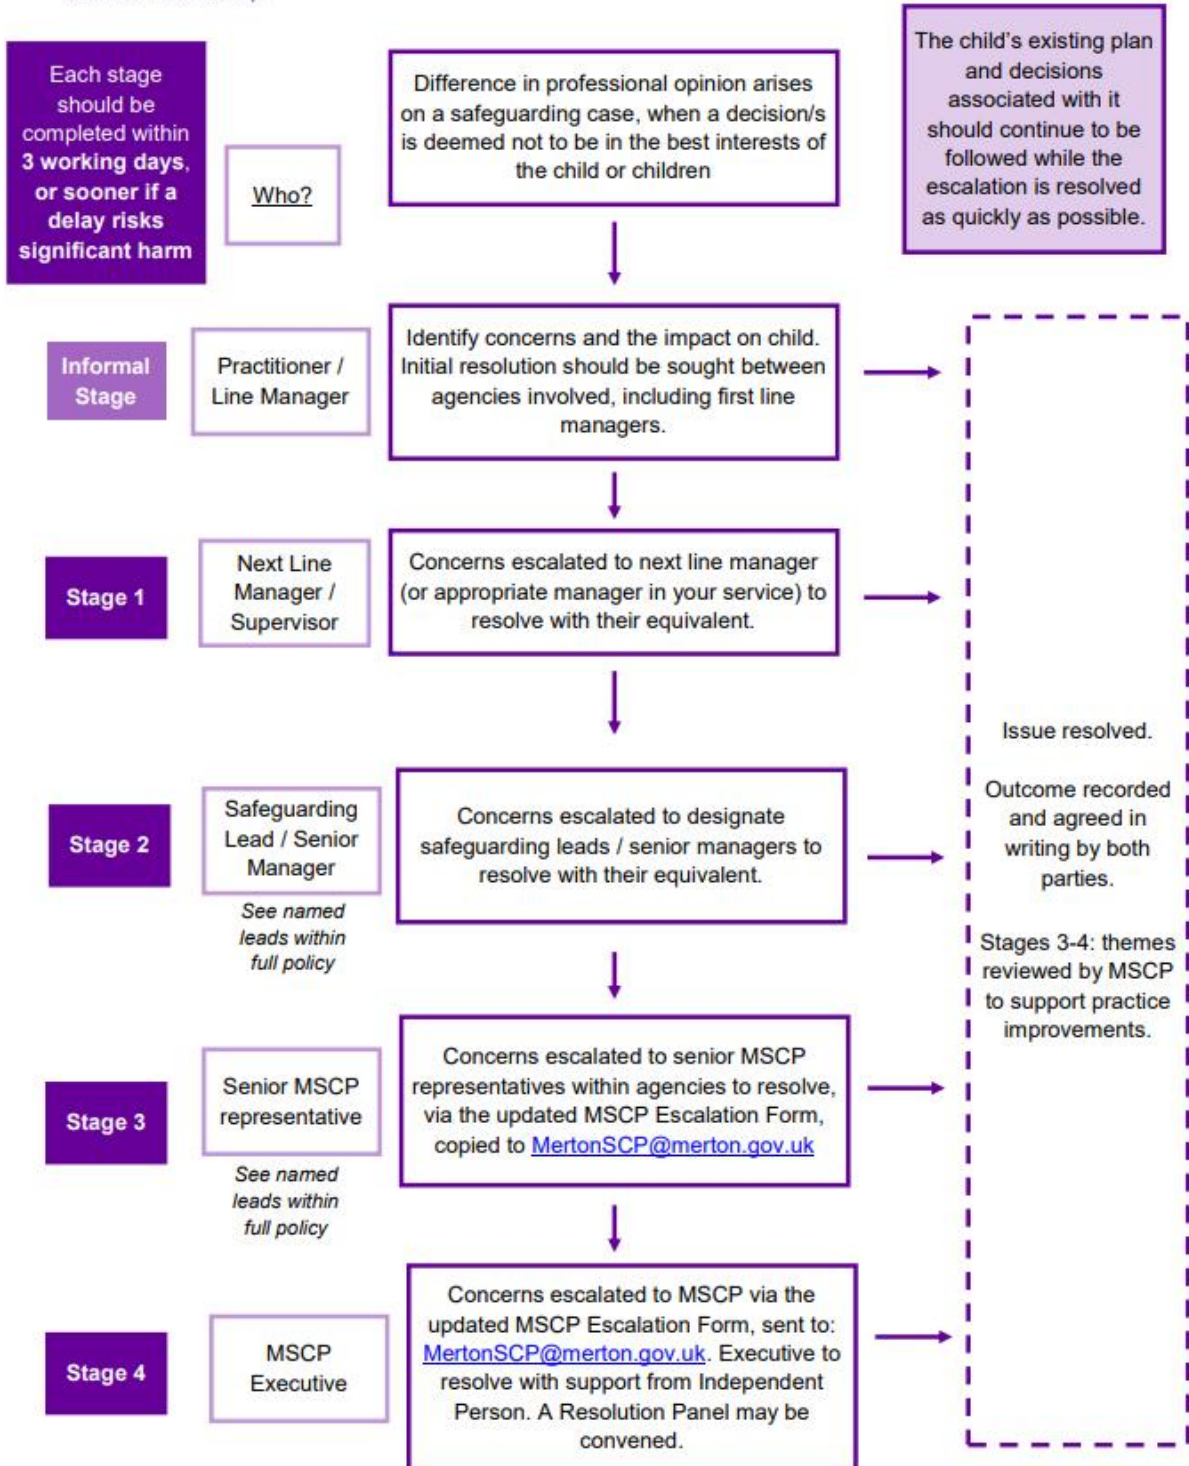 Each stage
should be
completed within
3 working days,
or sooner if a
delay risks
significant harm
Who?
Difference in professional opinion arises
on a safeguarding case, when a decision/s
is deemed not to be in the best interests of
the child or children
The child's existing plan
and decisions
associated with it
should continue to be
followed while the
escalation is resolved
as quickly as possible.
Informal
Stage
Practitioner /
Line Manager
Identify concerns and the impact on child.
Initial resolution should be sought between
agencies involved, including first line
managers.
Stage 1
Next Line
Manager /
Supervisor
Concerns escalated to next line manager
(or appropriate manager in your service) to
resolve with their equivalent.
Stage 2
Safeguarding
Lead / Senior
Manager
See named
leads within
full policy
Concerns escalated to designate
safeguarding leads / senior managers to
resolve with their equivalent.
Stage 3
Senior MSCP
representative
See named
leads within
full policy
Concerns escalated to senior MSCP
representatives within agencies to resolve,
via the updated MSCP Escalation Form,
copied to MertonSCP@merton.gov.uk
Stage 4
MSCP
Executive
Concerns escalated to MSCP via the
updated MSCP Escalation Form, sent to:
MertonSCP@merton.gov.uk. Executive to
resolve with support from Independent
Person. A Resolution Panel may be
convened.
Issue resolved.
Outcome recorded
and agreed in
writing by both
parties.
Stages 3-4: themes
reviewed by MSCP
to support practice
improvements.